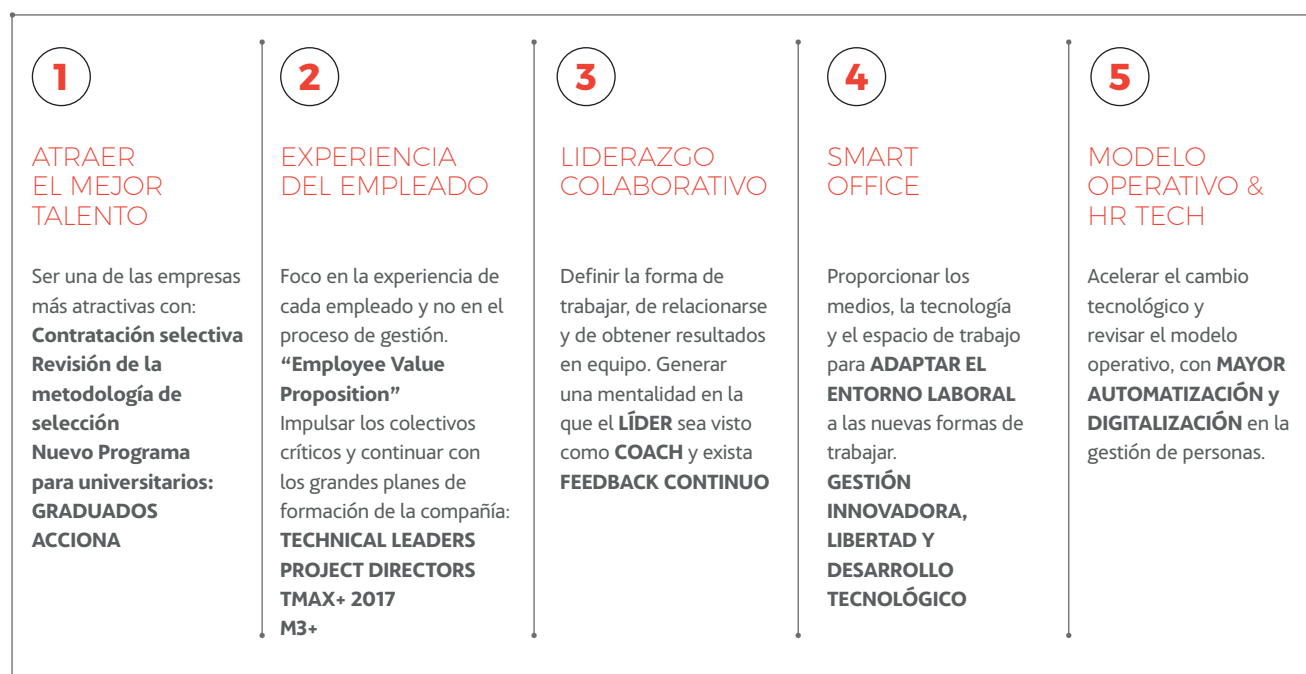 1
ATRAER
EL MEJOR
TALENTO
Ser una de las empresas
más atractivas con:
Contratación selectiva
Revisión de la
metodología de
selección
Nuevo Programa
para universitarios:
GRADUADOS
ACCIONA
2
EXPERIENCIA
DEL EMPLEADO
Foco en la experiencia de
cada empleado y no en el
proceso de gestión.
“Employee Value
Proposition”
Impulsar los colectivos
críticos y continuar con
los grandes planes de
formación de la compañía:
TECHNICAL LEADERS
PROJECT DIRECTORS
TMAX+ 2017
M3+
3
LIDERAZGO
COLABORATIVO
Definir la forma de
trabajar, de relacionarse
y de obtener resultados
en equipo. Generar
una mentalidad en la
que el LÍDER sea visto
como COACH y exista
FEEDBACK CONTINUO
4
SMART
OFFICE
Proporcionar los
medios, la tecnología
y el espacio de trabajo
para ADAPTAR EL
ENTORNO LABORAL
a las nuevas formas de
trabajar.
GESTIÓN
INNOVADORA,
LIBERTAD Y
DESARROLLO
TECNOLÓGICO
5
MODELO
OPERATIVO &
HR TECH
Acelerar el cambio
tecnológico y
revisar el modelo
operativo, con MAYOR
AUTOMATIZACIÓN y
DIGITALIZACIÓN en la
gestión de personas.